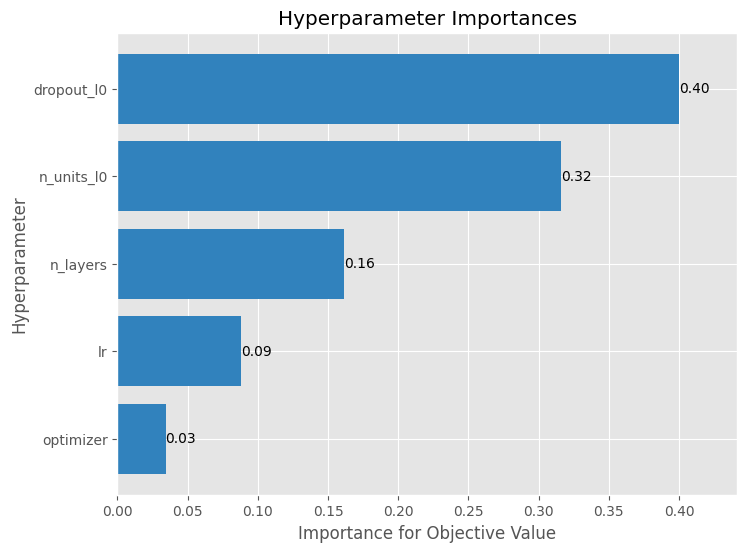 Hyperparameter Importances
Hyperparameter
dropout_l0
0.40
n_units_l0
0.32
n_layers
0.16
lr
0.09
optimizer
0.03
0.00 0.05 0.10 0.15 0.20 0.25 0.30 0.35 0.40
Importance for Objective Value